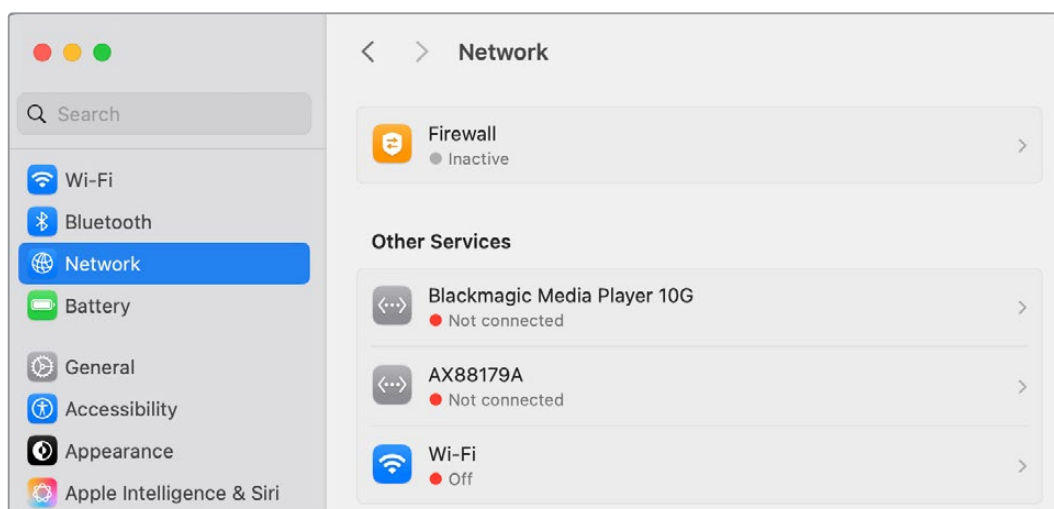 Search
Wi-Fi
Bluetooth
Network
Battery
General
Accessibility
Appearance
Apple Intelligence & Siri
Network
Firewall
Inactive
Other Services
Blackmagic Media Player 10G
Not connected
AX88179A
Not connected
Wi-Fi
Off